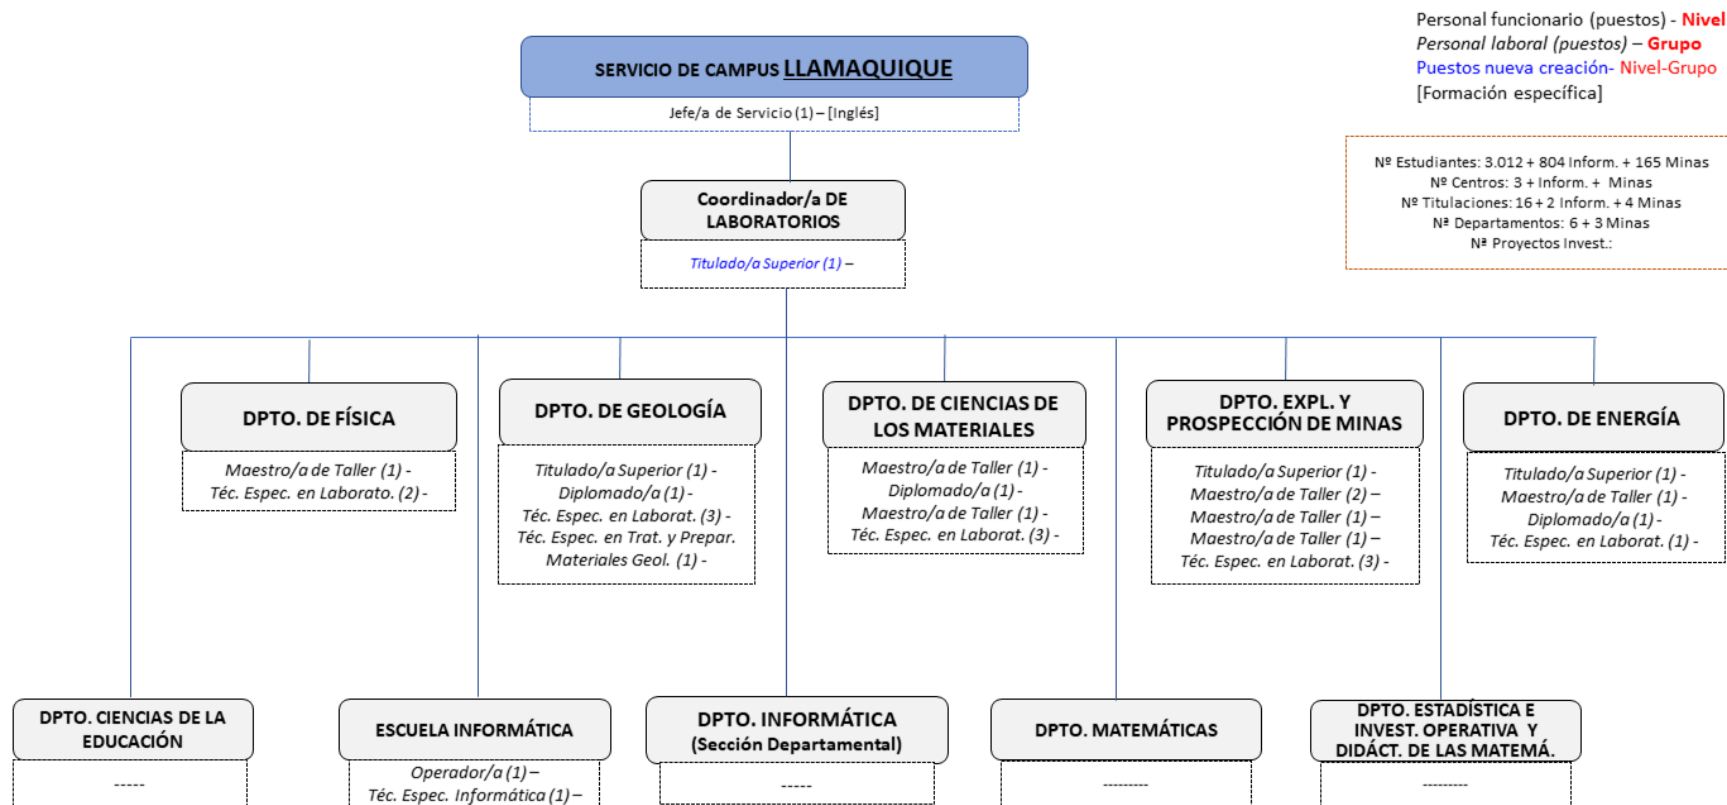 Personal funcionario (puestos) - Nivel
Personal laboral (puestos) – Grupo
Puestos nueva creación- Nivel-Grupo
[Formación específica]
SERVICIO DE CAMPUS LLAMAQUIQUE
Jefe/a de Servicio (1) – [Inglés]
Nº Estudiantes: 3.012 + 804 Inform. + 165 Minas
Nº Centros: 3 + Inform. + Minas
Nº Titulaciones: 16 + 2 Inform. + 4 Minas
Nª Departamentos: 6 + 3 Minas
Nª Proyectos Invest.:
Coordinador/a DE
LABORATORIOS
Titulado/a Superior (1) –
DPTO. DE FÍSICA
Maestro/a de Taller (1) -
Téc. Espec. en Laborato. (2) -
DPTO. DE GEOLOGÍA
Titulado/a Superior (1) -
Diplomado/a (1) -
Téc. Espec. en Laborat. (3) -
Téc. Espec. en Trat. y Prepar.
Materiales Geol. (1) -
DPTO. DE CIENCIAS DE
LOS MATERIALES
Maestro/a de Taller (1) -
Diplomado/a (1) -
Maestro/a de Taller (1) -
Téc. Espec. en Laborat. (3) -
DPTO. EXPL. Y
PROSPECCIÓN DE MINAS
Titulado/a Superior (1) -
Maestro/a de Taller (2) –
Maestro/a de Taller (1) –
Maestro/a de Taller (1) –
Téc. Espec. en Laborat. (3) -
DPTO. DE ENERGÍA
Titulado/a Superior (1) -
Maestro/a de Taller (1) -
Diplomado/a (1) -
Téc. Espec. en Laborat. (1) -
DPTO. CIENCIAS DE LA
EDUCACIÓN
-----
ESCUELA INFORMÁTICA
Operador/a (1) –
Téc. Espec. Informática (1) –
DPTO. INFORMÁTICA
(Sección Departamental)
-----
DPTO. MATEMÁTICAS
---------
DPTO. ESTADÍSTICA E
INVEST. OPERATIVA Y
DIDÁCT. DE LAS MATEMÁ.
---------